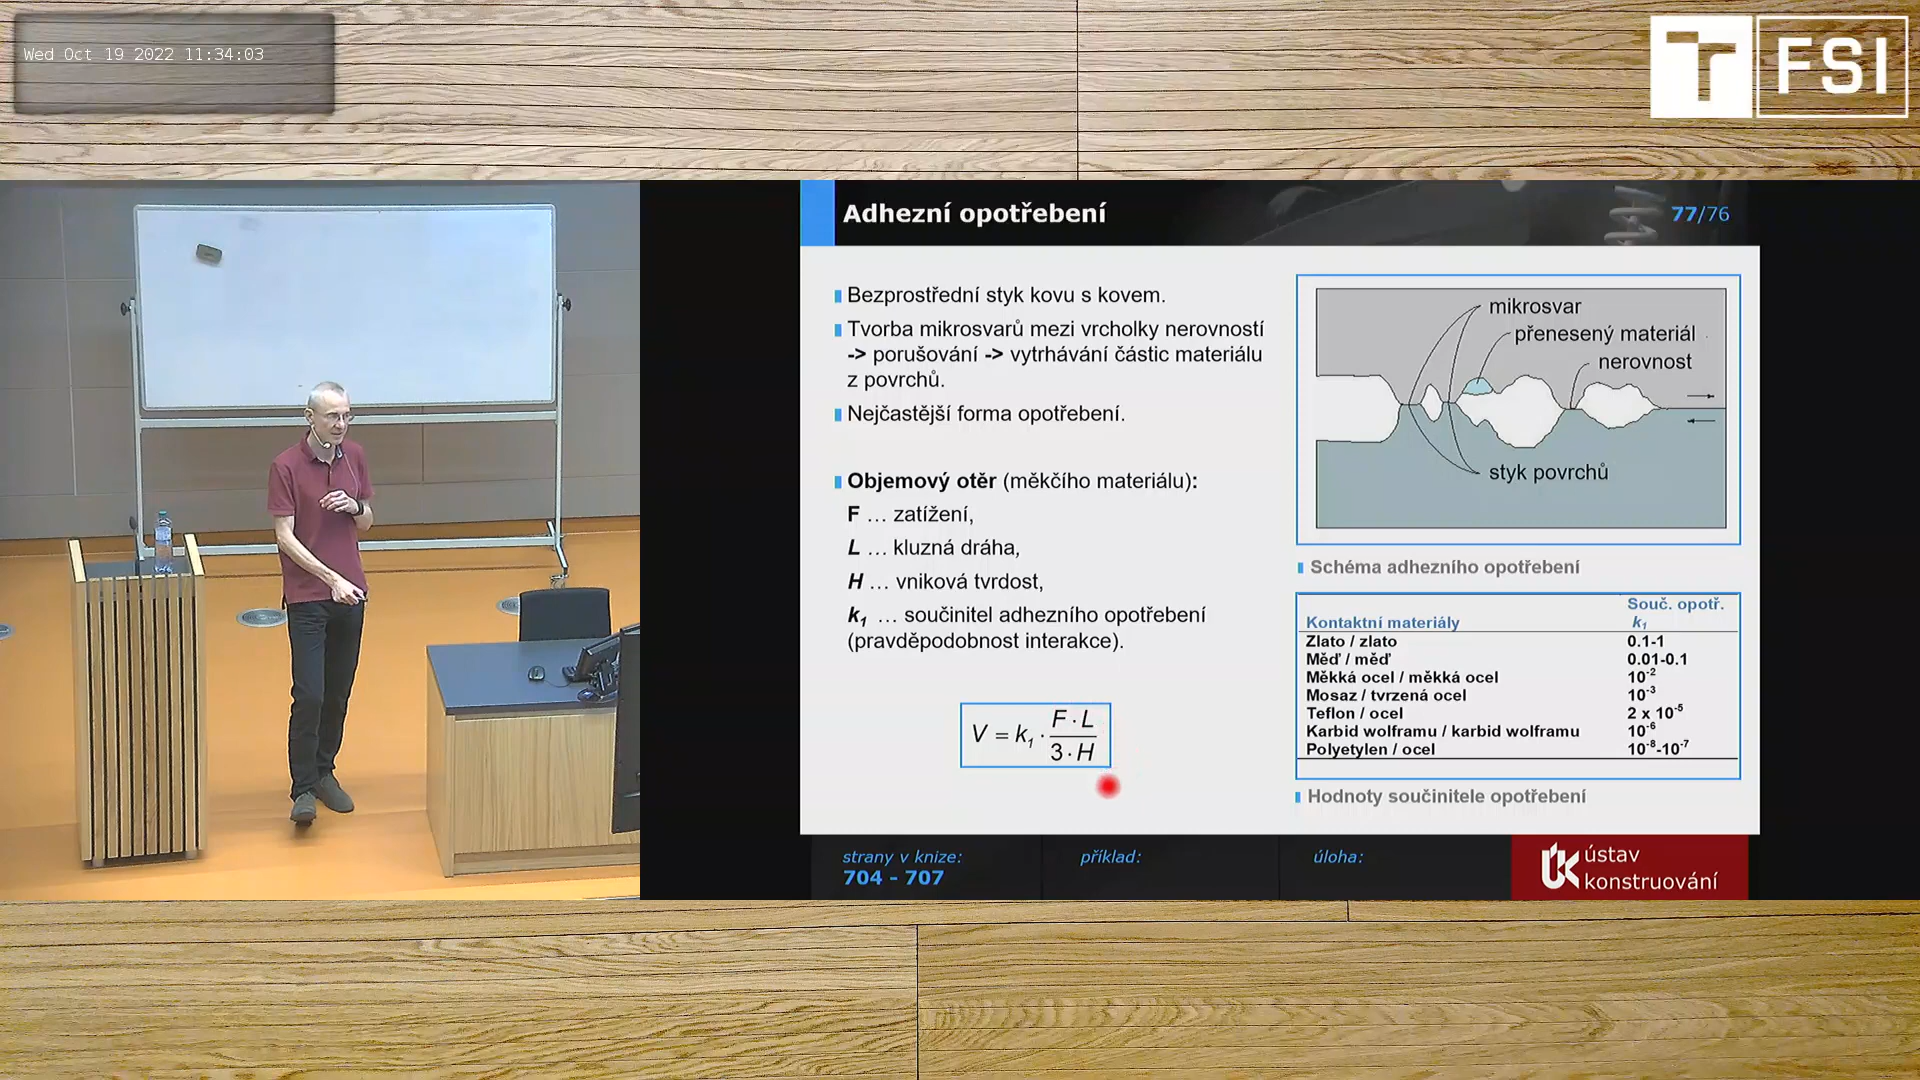 Wed Oct 19 2022 11:34:03
T FSI
Adhezní opotřebení
77/76
Bezprostřední styk kovu s kovem.
Tvorba mikrosvarů mezi vrcholky nerovností
-> porušování -> vytrhávání částic materiálu
z povrchů.
Nejčastější forma opotřebení.
Objemový otěr (měkčího materiálu):
F … zatížení,
L … kluzná dráha,
H … vniková tvrdost,
k₁ … součinitel adhezního opotřebení
(pravděpodobnost interakce).
V = k₁ · F · L / 3 · H
mikrosvar
přenesený materiál
nerovnost
styk povrchů
Schéma adhezního opotřebení
Souč. opotř.
Kontaktní materiály k₁
Zlato / zlato 0.1-1
Měď / měď 0.01-0.1
Měkká ocel / měkká ocel 10⁻²
Mosaz / tvrzená ocel 10⁻³
Teflon / ocel 2 x 10⁻⁵
Karbid wolframu / karbid wolframu 10⁻⁶
Polyetylen / ocel 10⁻⁸-10⁻⁷
Hodnoty součinitele opotřebení
strany v knize:
704 - 707
příklad:
úloha:
ÚK ústav
konstruování